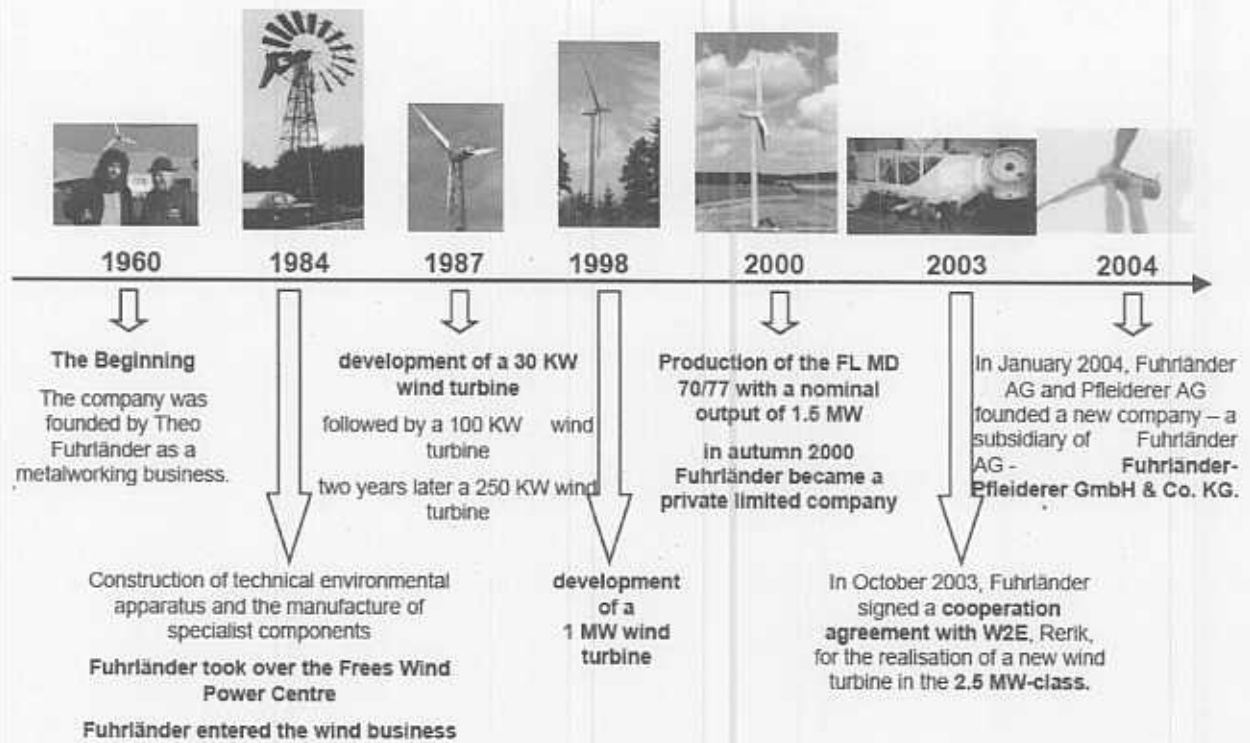 1960
1984
1987
1998
2000
2003
2004
The Beginning
The company was
founded by Theo
Fuhrländer as a
metalworking business.
Construction of technical environmental
apparatus and the manufacture of
specialist components
Fuhrländer took over the Frees Wind
Power Centre
Fuhrländer entered the wind business
development of a 30 KW
wind turbine
followed by a 100 KW wind
turbine
two years later a 250 KW wind
turbine
development
of a
1 MW wind
turbine
Production of the FL MD
70/77 with a nominal
output of 1.5 MW
in autumn 2000
Fuhrländer became a
private limited company
In October 2003, Fuhrländer
signed a cooperation
agreement with W2E, Rerik,
for the realisation of a new wind
turbine in the 2.5 MW-class.
In January 2004, Fuhrländer
AG and Pfleiderer AG
founded a new company – a
subsidiary of Fuhrländer
AG - Fuhrländer-
Pfleiderer GmbH & Co. KG.